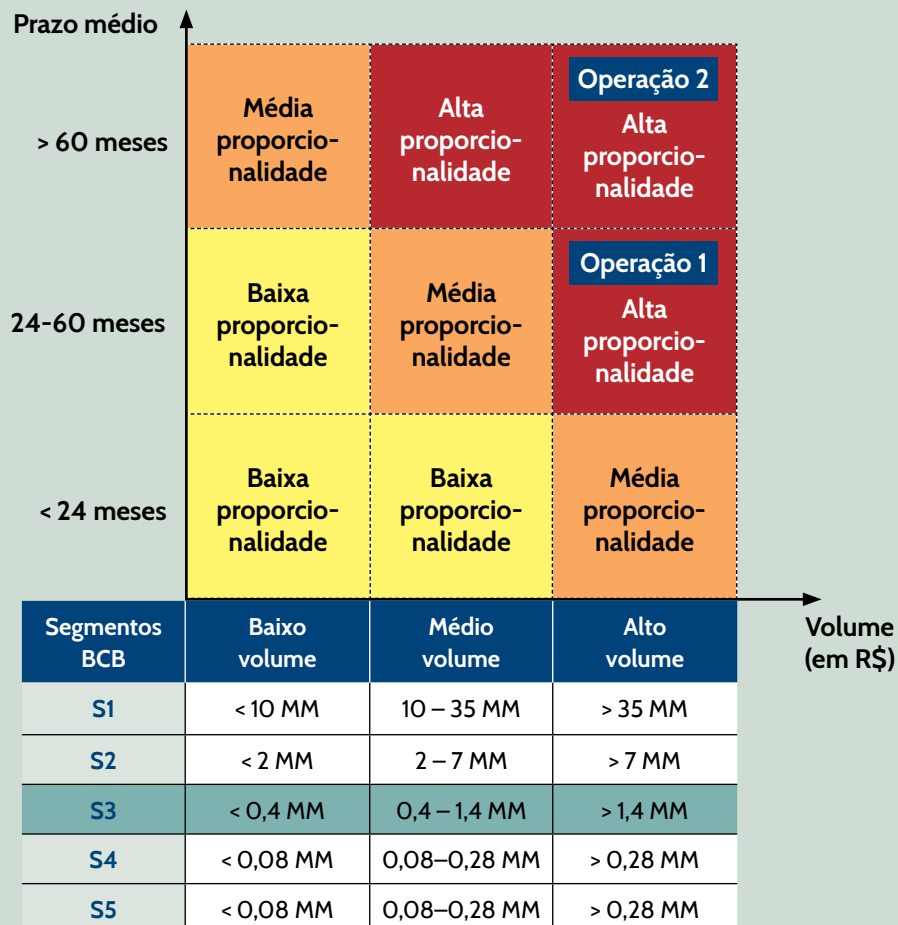 Prazo médio
> 60 meses
Média
proporcio-
nalidade
Alta
proporcio-
nalidade
Operação 2
Alta
proporcio-
nalidade
24-60 meses
Baixa
proporcio-
nalidade
Média
proporcio-
nalidade
Operação 1
Alta
proporcio-
nalidade
< 24 meses
Baixa
proporcio-
nalidade
Baixa
proporcio-
nalidade
Média
proporcio-
nalidade
Segmentos
BCB
Baixo
volume
Médio
volume
Alto
volume
Volume
(em R$)
S1 < 10 MM 10 – 35 MM > 35 MM
S2 < 2 MM 2 – 7 MM > 7 MM
S3 < 0,4 MM 0,4 – 1,4 MM > 1,4 MM
S4 < 0,08 MM 0,08–0,28 MM > 0,28 MM
S5 < 0,08 MM 0,08–0,28 MM > 0,28 MM